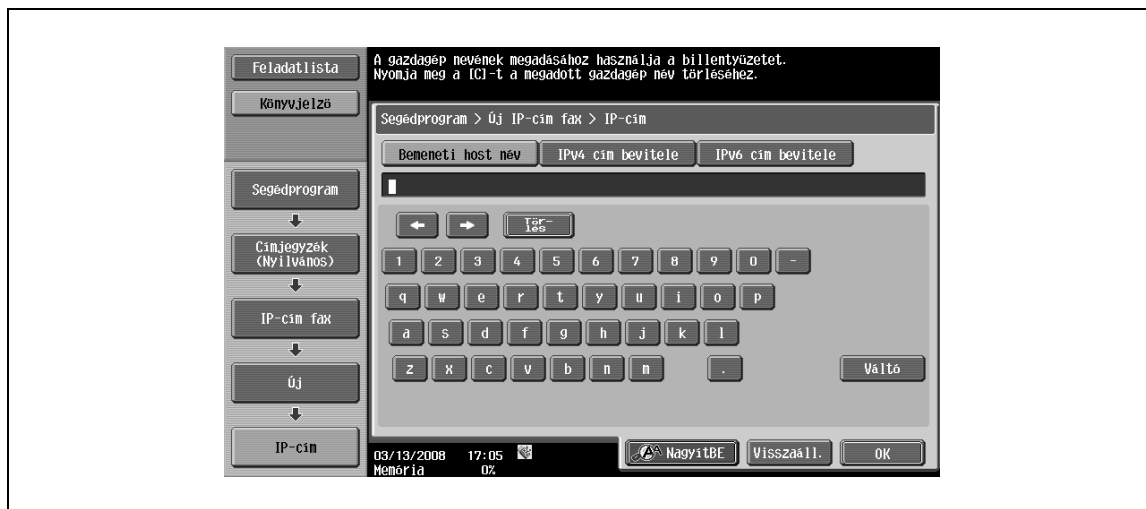 Feladatlista
Könyvjelző
Segédprogram
Címjegyzék
(Nyilvános)
IP-cím fax
Új
IP-cím
A gazdagép nevének megadásához használja a billentyűzetet.
Nyomja meg a [C]-t a megadott gazdagép név törléséhez.
Segédprogram > Új IP-cím fax > IP-cím
Bemeneti host név IPv4 cím bevitele IPv6 cím bevitele
Tör-
lés
1 2 3 4 5 6 7 8 9 0 -
q w e r t y u i o p
a s d f g h j k l
z x c v b n m . Váltó
03/13/2008 17:05
Memória 0%
NagyítBE Visszaáll. OK